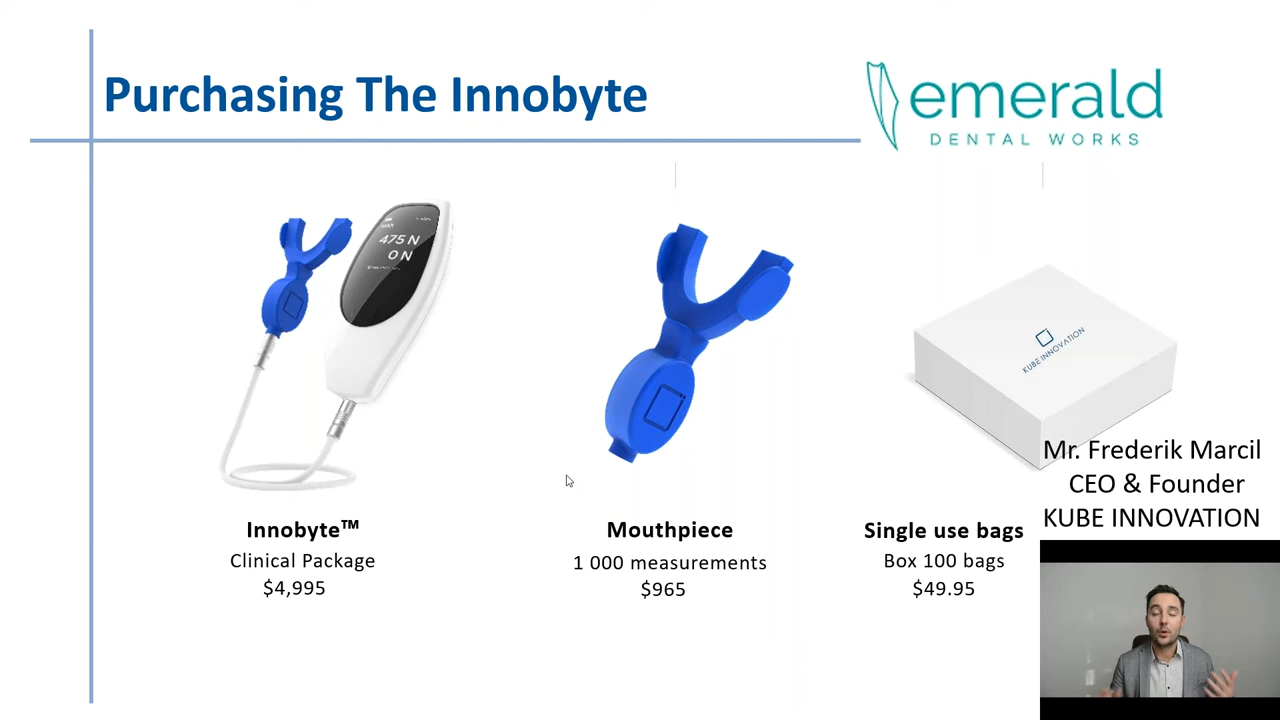 Purchasing The Innobyte
emerald
DENTAL WORKS
475 N
0 N
KUBE INNOVATION
Mr. Frederik Marcil
CEO & Founder
KUBE INNOVATION
Innobyte™
Clinical Package
$4,995
Mouthpiece
1 000 measurements
$965
Single use bags
Box 100 bags
$49.95